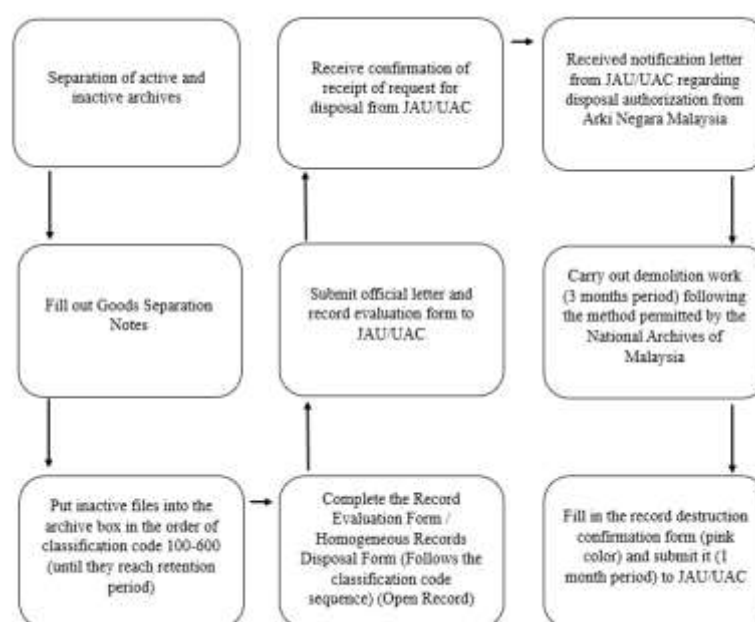 Separation of active and
inactive archives
Fill out Goods Separation
Notes
Put inactive files into the
archive box in the order of
classification code 100-600
(until they reach retention
period)
Complete the Record
Evaluation Form /
Homogeneous Records
Disposal Form (Follows the
classification code
sequence) (Open Record)
Submit official letter and
record evaluation form to
JAU/UAC
Receive confirmation of
receipt of request for
disposal from JAU/UAC
Received notification letter
from JAU/UAC regarding
disposal authorization from
Arki Negara Malaysia
Carry out demolition work
(3 months period) following
the method permitted by the
National Archives of
Malaysia
Fill in the record destruction
confirmation form (pink
color) and submit it (1
month period) to JAU/UAC